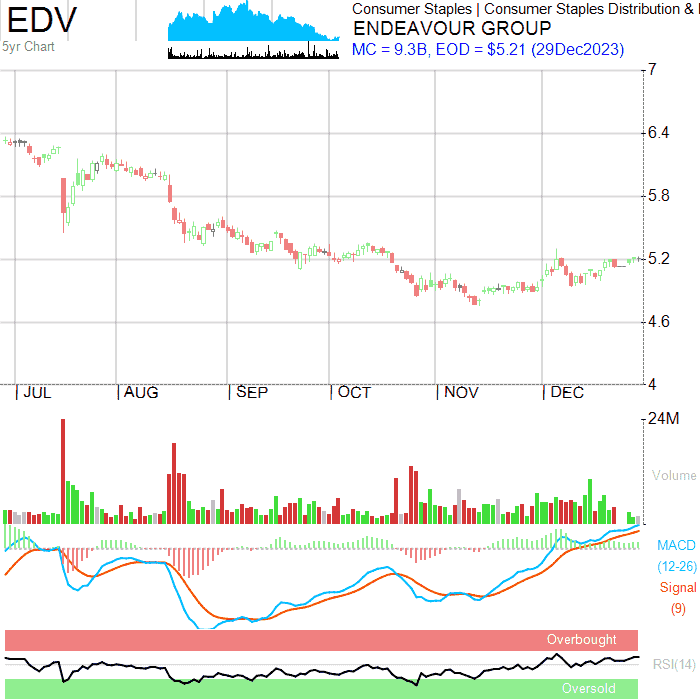 EDV
5yr Chart
Consumer Staples | Consumer Staples Distribution &
ENDEAVOUR GROUP
MC = 9.3B, EOD = $5.21 (29Dec2023)
7
6.4
5.8
5.2
4.6
4
JUL AUG SEP OCT NOV DEC
24M
Volume
MACD
(12-26)
Signal
(9)
Overbought
RSI(14)
Oversold